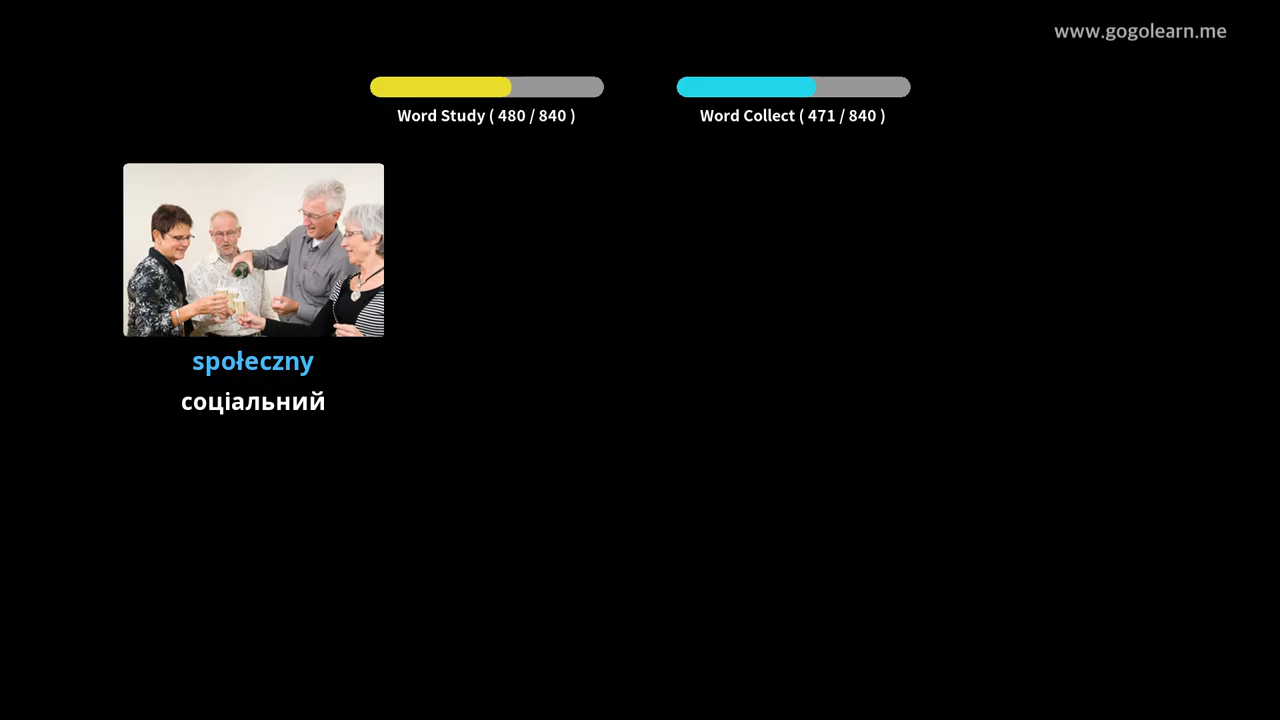 www.gogolearn.me
Word Study ( 480 / 840 )
Word Collect ( 471 / 840 )
społeczny
соціальний